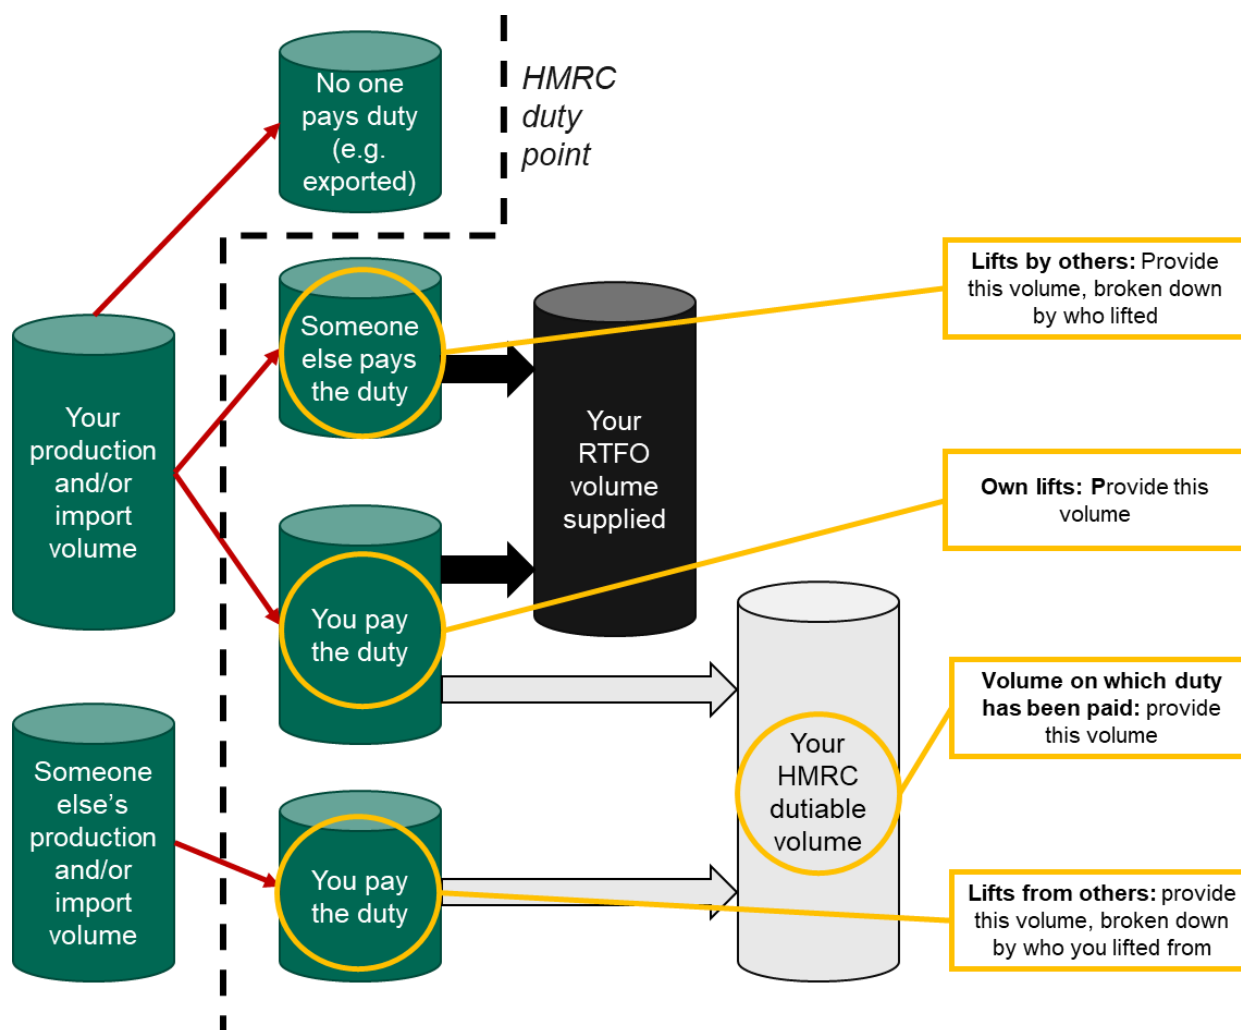 No one
pays duty
(e.g.
exported)
HMRC
duty
point
Someone
else pays
the duty
Lifts by others: Provide
this volume, broken down
by who lifted
Your
production
and/or
import
volume
Your
RTFO
volume
supplied
Own lifts: Provide this
volume
You pay
the duty
Volume on which duty
has been paid: provide
this volume
Your
HMRC
dutiable
volume
Someone
else’s
production
and/or
import
volume
You pay
the duty
Lifts from others: provide
this volume, broken down
by who you lifted from